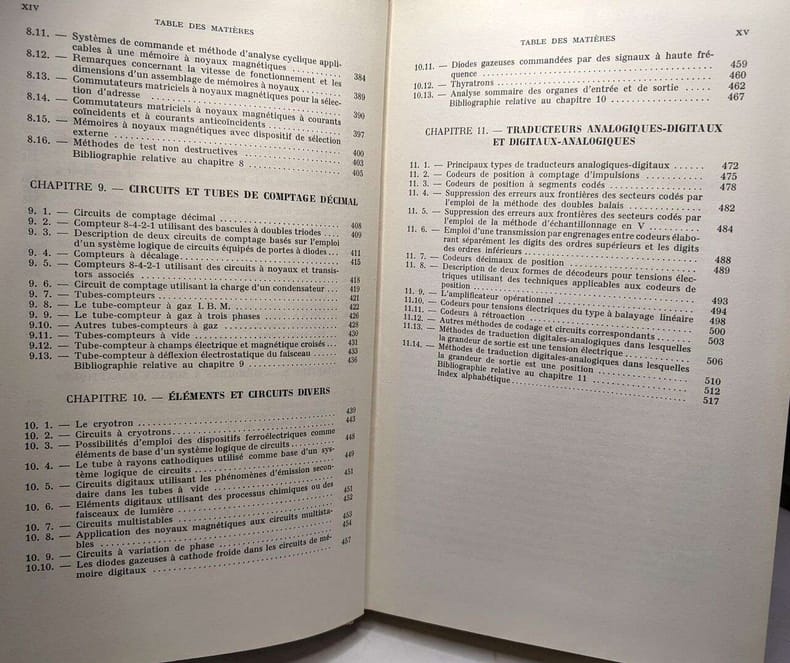 XIV
TABLE DES MATIÈRES
8.11. — Systèmes de commande et méthode d'analyse cyclique appli-
cables à une mémoire à noyaux magnétiques .......... 384
8.12. — Remarques concernant la vitesse de fonctionnement et les
dimensions d'un assemblage de mémoires à noyaux ........ 389
8.13. — Commutateurs matriciels à noyaux magnétiques pour la sélec-
tion d'adresse .......... 390
8.14. — Commutateurs matriciels à noyaux magnétiques à courants
coïncidents et à courants anticoïncidents .......... 397
8.15. — Mémoires à noyaux magnétiques avec dispositif de sélection
externe .......... 400
8.16. — Méthodes de test non destructives .......... 403
Bibliographie relative au chapitre 8 .......... 405
CHAPITRE 9. — CIRCUITS ET TUBES DE COMPTAGE DÉCIMAL
9. 1. — Circuits de comptage décimal .......... 408
9. 2. — Compteur 8-4-2-1 utilisant des bascules à doubles triodes .. 409
9. 3. — Description de deux circuits de comptage basés sur l'emploi
d'un système logique de circuits équipés de portes à diodes .. 411
9. 4. — Compteurs à décalage .......... 415
9. 5. — Compteurs 8-4-2-1 utilisant des circuits à noyaux et transis-
tors associés .......... 418
9. 6. — Circuit de comptage utilisant la charge d'un condensateur .. 419
9. 7. — Tubes-compteurs .......... 421
9. 8. — Le tube-compteur à gaz I. B. M. .......... 422
9. 9. — Le tube-compteur à gaz à trois phases .......... 426
9.10. — Autres tubes-compteurs à gaz .......... 428
9.11. — Tubes-compteurs à vide .......... 430
9.12. — Tube-compteur à champs électrique et magnétique croisés ... 431
9.13. — Tube-compteur à déflexion électrostatique du faisceau .... 433
Bibliographie relative au chapitre 9 .......... 436
CHAPITRE 10. — ÉLÉMENTS ET CIRCUITS DIVERS
10. 1. — Le cryotron .......... 439
10. 2. — Circuits à cryotrons .......... 443
10. 3. — Possibilités d'emploi des dispositifs ferroélectriques comme
éléments de base d'un système logique de circuits .......... 448
10. 4. — Le tube à rayons cathodiques utilisé comme base d'un sys-
tème logique de circuits .......... 449
10. 5. — Circuits digitaux utilisant les phénomènes d'émission secon-
daire dans les tubes à vide .......... 451
10. 6. — Eléments digitaux utilisant des processus chimiques ou des
faisceaux de lumière .......... 451
10. 7. — Circuits multistables .......... 452
10. 8. — Application des noyaux magnétiques aux circuits multista-
bles .......... 453
10. 9. — Circuits à variation de phase .......... 454
10.10. — Les diodes gazeuses à cathode froide dans les circuits de mé-
moire digitaux .......... 457
TABLE DES MATIÈRES
XV
10.11. — Diodes gazeuses commandées par des signaux à haute fré-
quence .......... 459
10.12. — Thyratrons .......... 460
10.13. — Analyse sommaire des organes d'entrée et de sortie ..... 462
Bibliographie relative au chapitre 10 .......... 467
CHAPITRE 11. — TRADUCTEURS ANALOGIQUES-DIGITAUX
ET DIGITAUX-ANALOGIQUES
11. 1. — Principaux types de traducteurs analogiques-digitaux ...... 472
11. 2. — Codeurs de position à comptage d'impulsions .......... 475
11. 3. — Codeurs de position à segments codés .......... 478
11. 4. — Suppression des erreurs aux frontières des secteurs codés par
l'emploi de la méthode des doubles balais .......... 482
11. 5. — Suppression des erreurs aux frontières des secteurs codés par
l'emploi de la méthode d'échantillonnage en V .......... 484
11. 6. — Emploi d'une transmission par engrenages entre codeurs élabo-
rant séparément les digits des ordres supérieurs et les digits
des ordres inférieurs .......... 488
11. 7. — Codeurs décimaux de position .......... 489
11. 8. — Description de deux formes de décodeurs pour tensions élec-
triques utilisant des techniques applicables aux codeurs de
position .......... 493
11. 9. — L'amplificateur opérationnel .......... 494
11.10. — Codeurs pour tensions électriques du type à balayage linéaire 498
11.11. — Codeurs à rétroaction .......... 500
11.12. — Autres méthodes de codage et circuits correspondants ...... 503
11.13. — Méthodes de traduction digitales-analogiques dans lesquelles
la grandeur de sortie est une tension électrique .......... 506
11.14. — Méthodes de traduction digitales-analogiques dans lesquelles
la grandeur de sortie est une position .......... 510
Bibliographie relative au chapitre 11 .......... 512
Index alphabétique .......... 517